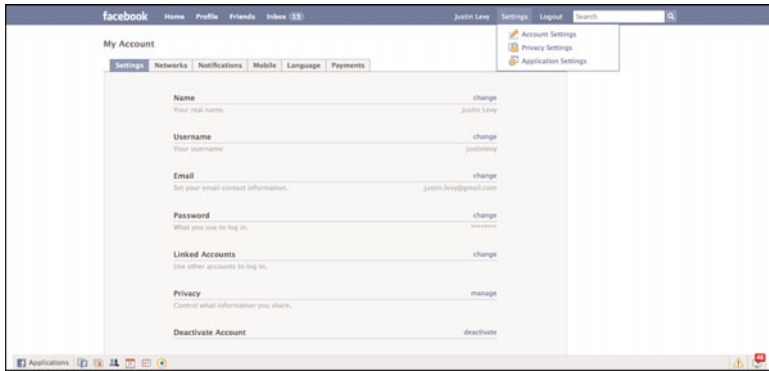 facebook Home Profile Friends Inbox 15 Justin Levy Settings Logout Search
Account Settings
Privacy Settings
Application Settings
My Account
Settings Networks Notifications Mobile Language Payments
Name change
Your real name. Justin Levy
Username change
Your username justinlevy
Email change
Set your email contact information. justin.levy@gmail.com
Password change
What you use to log in. ********
Linked Accounts change
Use other accounts to log in.
Privacy manage
Control what information you share.
Deactivate Account deactivate
Applications